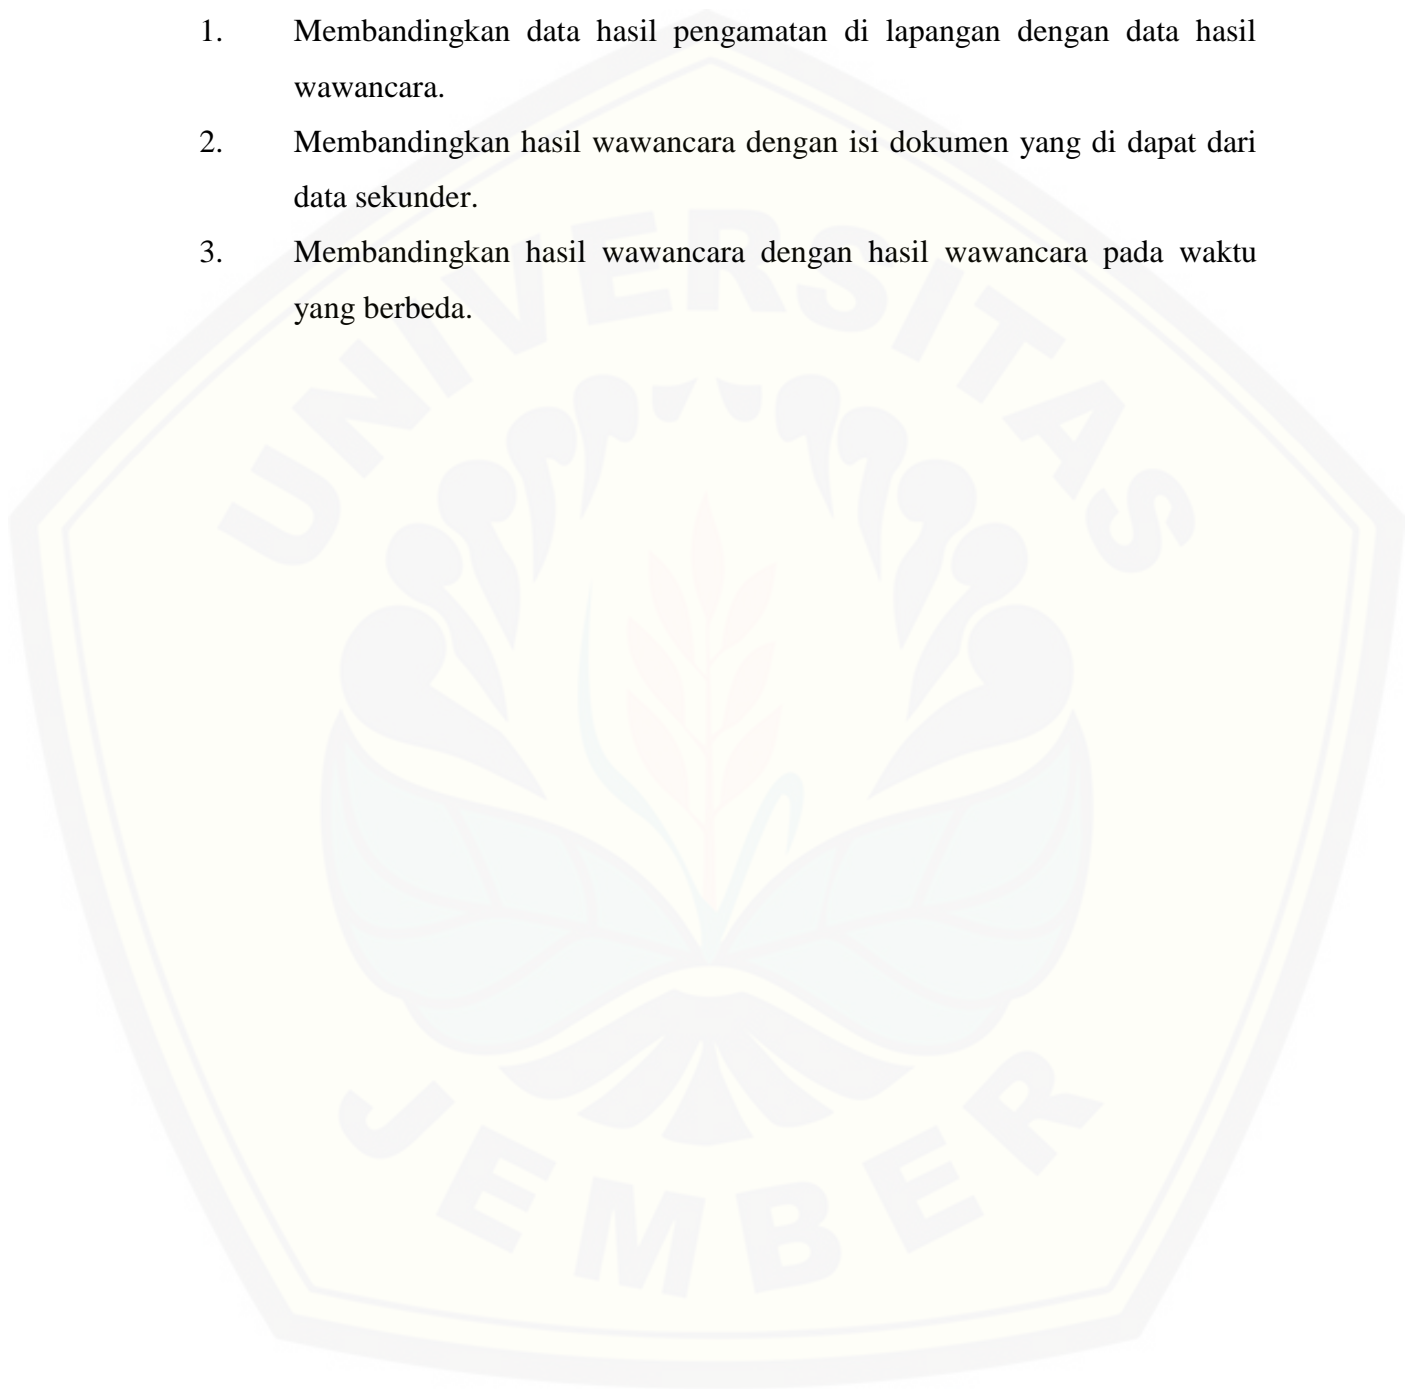 1. Membandingkan data hasil pengamatan di lapangan dengan data hasil
wawancara.
2. Membandingkan hasil wawancara dengan isi dokumen yang di dapat dari
data sekunder.
3. Membandingkan hasil wawancara dengan hasil wawancara pada waktu
yang berbeda.
UNIVERSITAS
JEMBER